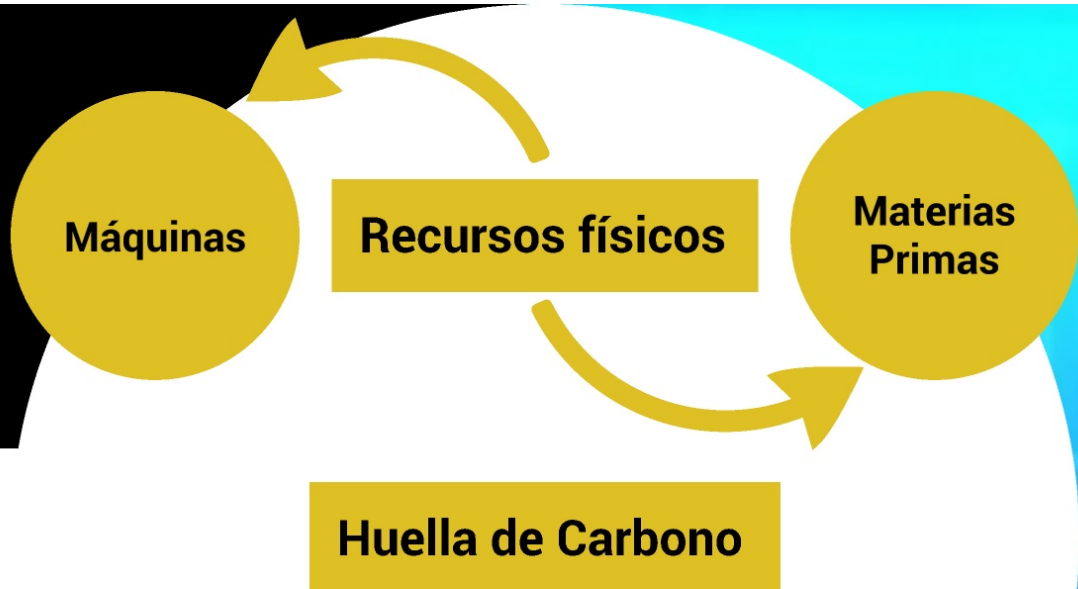 Máquinas
Recursos físicos
Materias
Primas
Huella de Carbono